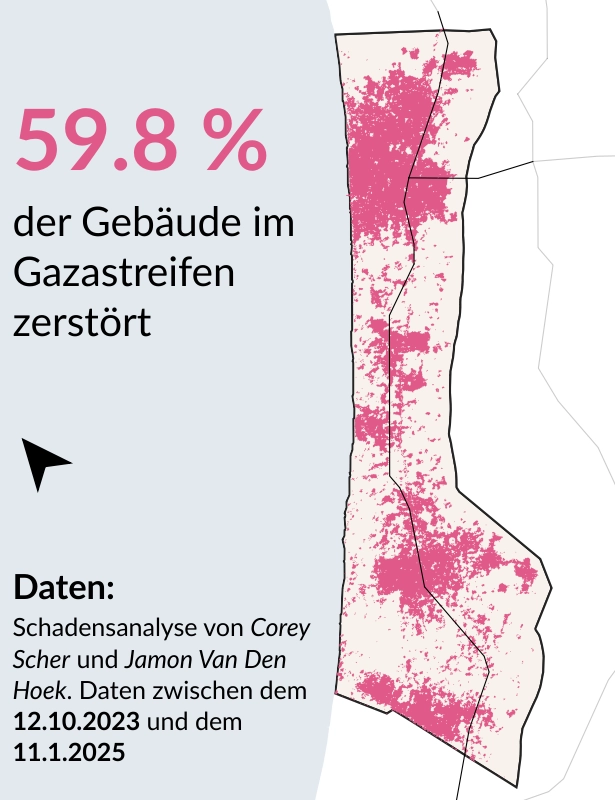 59.8 %
der Gebäude im
Gazastreifen
zerstört
Daten:
Schadensanalyse von Corey
Scher und Jamon Van Den
Hoek. Daten zwischen dem
12.10.2023 und dem
11.1.2025